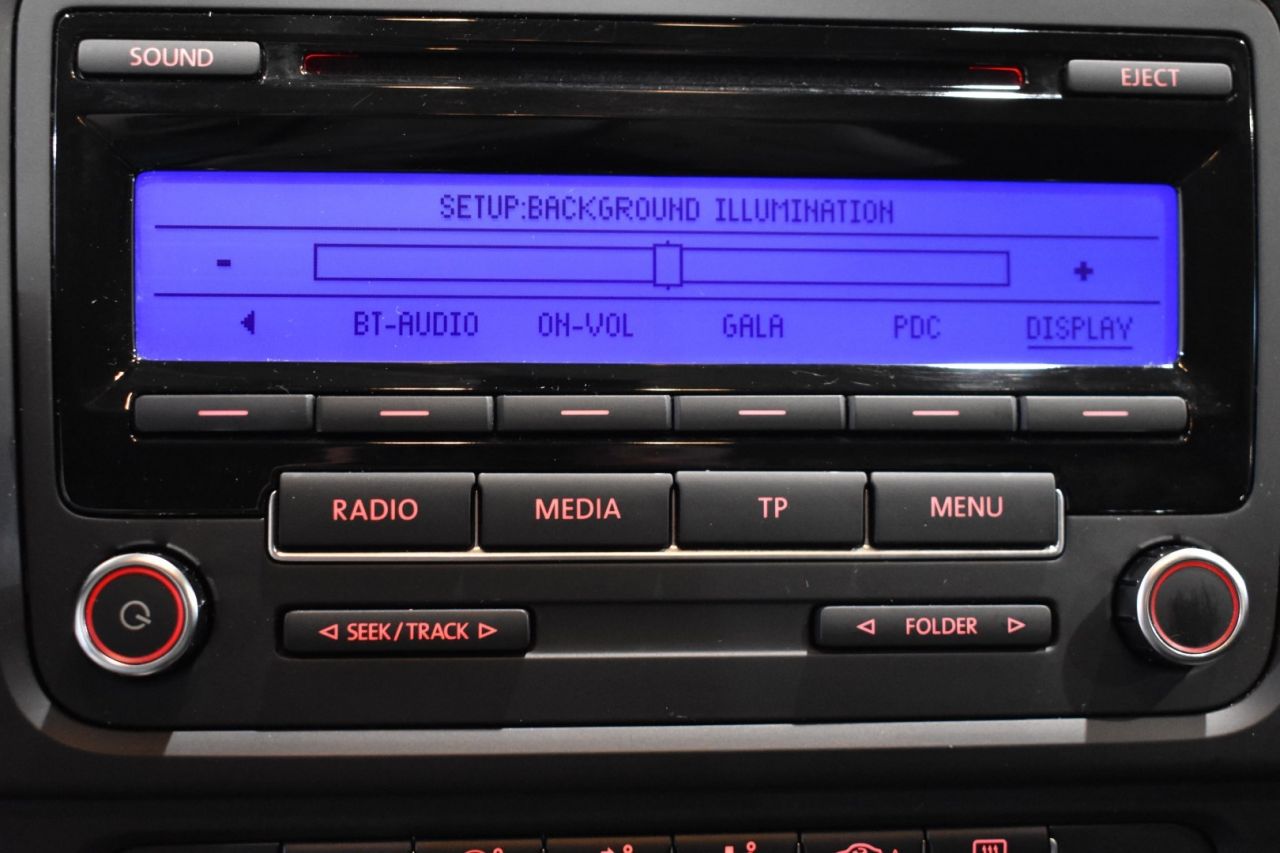 SOUND
EJECT
SETUP:BACKGROUND ILLUMINATION
- +
BT-AUDIO ON-VOL GALA PDC DISPLAY
RADIO MEDIA TP MENU
SEEK/TRACK
FOLDER